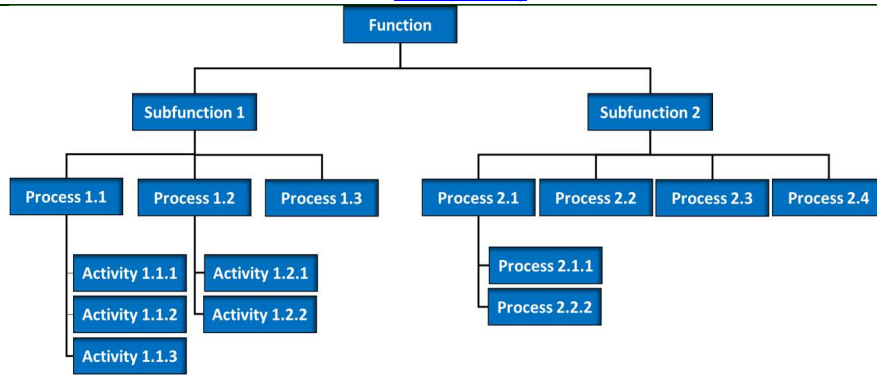 Function
Subfunction 1
Subfunction 2
Process 1.1
Process 1.2
Process 1.3
Process 2.1
Process 2.2
Process 2.3
Process 2.4
Activity 1.1.1
Activity 1.2.1
Process 2.1.1
Activity 1.1.2
Activity 1.2.2
Process 2.2.2
Activity 1.1.3